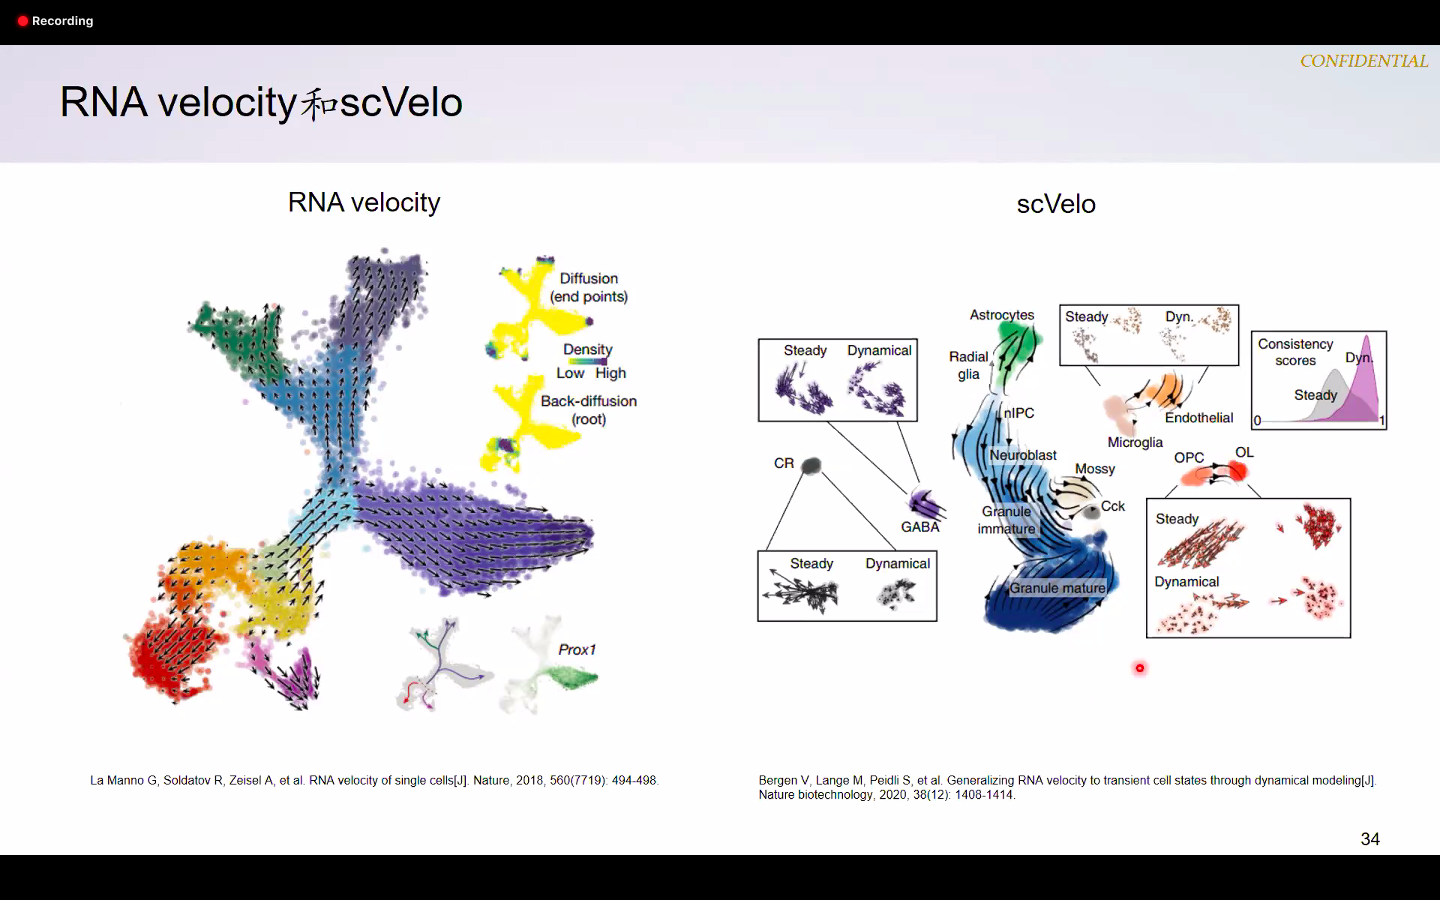 Recording
CONFIDENTIAL
RNA velocity和scVelo
RNA velocity
Diffusion
(end points)
Density
Low High
Back-diffusion
(root)
Prox1
La Manno G, Soldatov R, Zeisel A, et al. RNA velocity of single cells[J]. Nature, 2018, 560(7719): 494-498.
scVelo
Astrocytes
Radial
glia
nIPC
Neuroblast
Granule
immature
Granule mature
Mossy
Cck
Steady Dynamical
CR
GABA
Steady Dynamical
Steady Dyn.
Endothelial
Microglia
Consistency
scores
Dyn.
Steady
0 1
OPC OL
Steady
Dynamical
Bergen V, Lange M, Peidli S, et al. Generalizing RNA velocity to transient cell states through dynamical modeling[J].
Nature biotechnology, 2020, 38(12): 1408-1414.
34